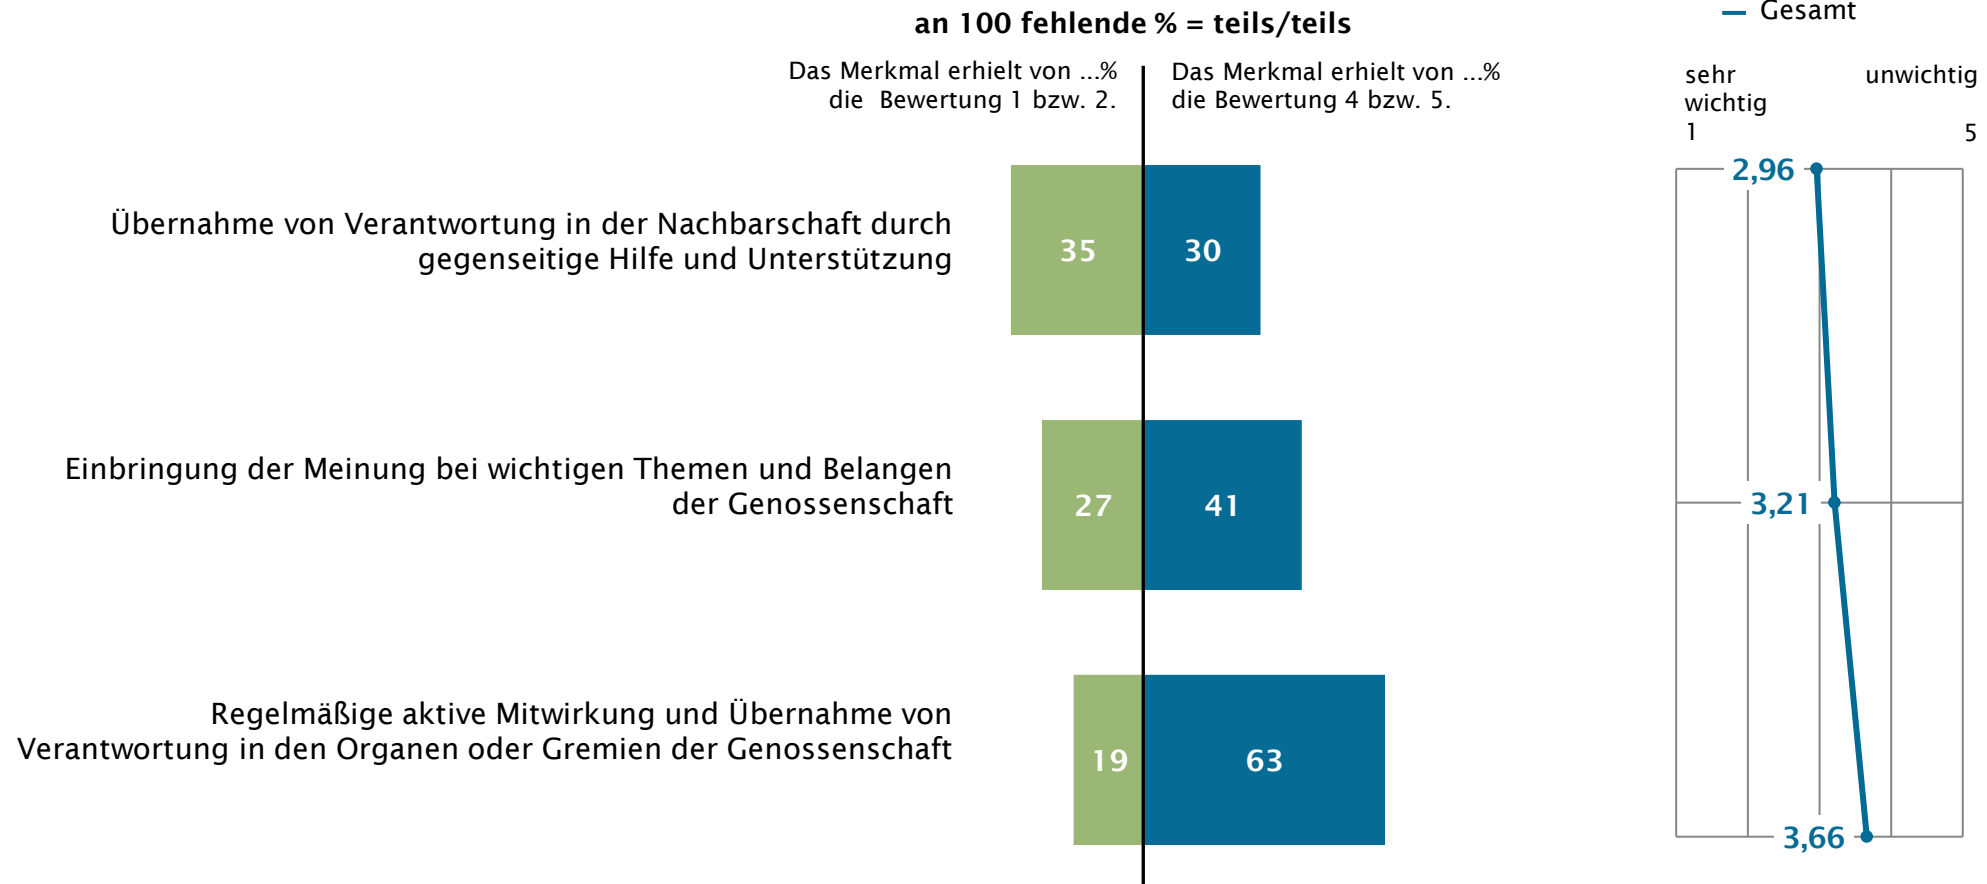 an 100 fehlende % = teils/teils
Gesamt
Das Merkmal erhielt von ...%
die Bewertung 1 bzw. 2.
Das Merkmal erhielt von ...%
die Bewertung 4 bzw. 5.
sehr
wichtig
1
unwichtig
5
Übernahme von Verantwortung in der Nachbarschaft durch
gegenseitige Hilfe und Unterstützung
35
30
2,96
Einbringung der Meinung bei wichtigen Themen und Belangen
der Genossenschaft
27
41
3,21
Regelmäßige aktive Mitwirkung und Übernahme von
Verantwortung in den Organen oder Gremien der Genossenschaft
19
63
3,66